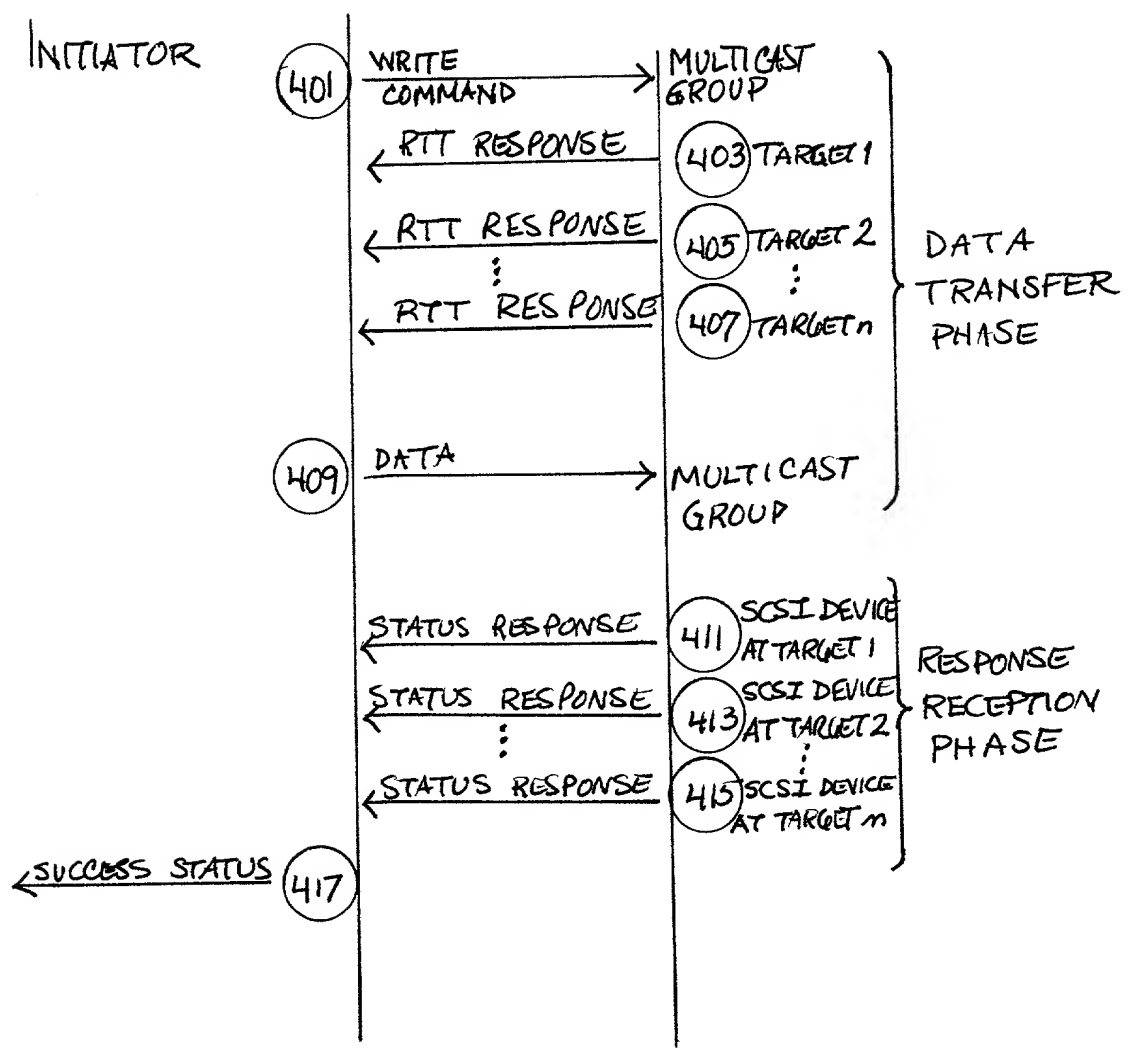 INITIATOR
401
WRITE
COMMAND
MULTICAST
GROUP
RTT RESPONSE
403 TARGET 1
RTT RESPONSE
405 TARGET 2
RTT RESPONSE
407 TARGET n
DATA
TRANSFER
PHASE
409
DATA
MULTICAST
GROUP
STATUS RESPONSE
411
SCSI DEVICE
AT TARGET 1
STATUS RESPONSE
413
SCSI DEVICE
AT TARGET 2
STATUS RESPONSE
415
SCSI DEVICE
AT TARGET n
RESPONSE
RECEPTION
PHASE
SUCCESS STATUS
417